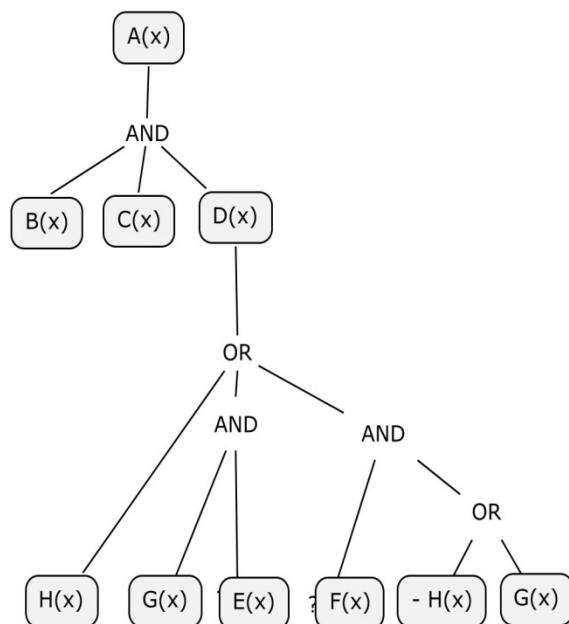 A(x)
AND
B(x) C(x) D(x)
OR
AND
AND
OR
H(x) G(x) E(x) ? F(x) - H(x) G(x)